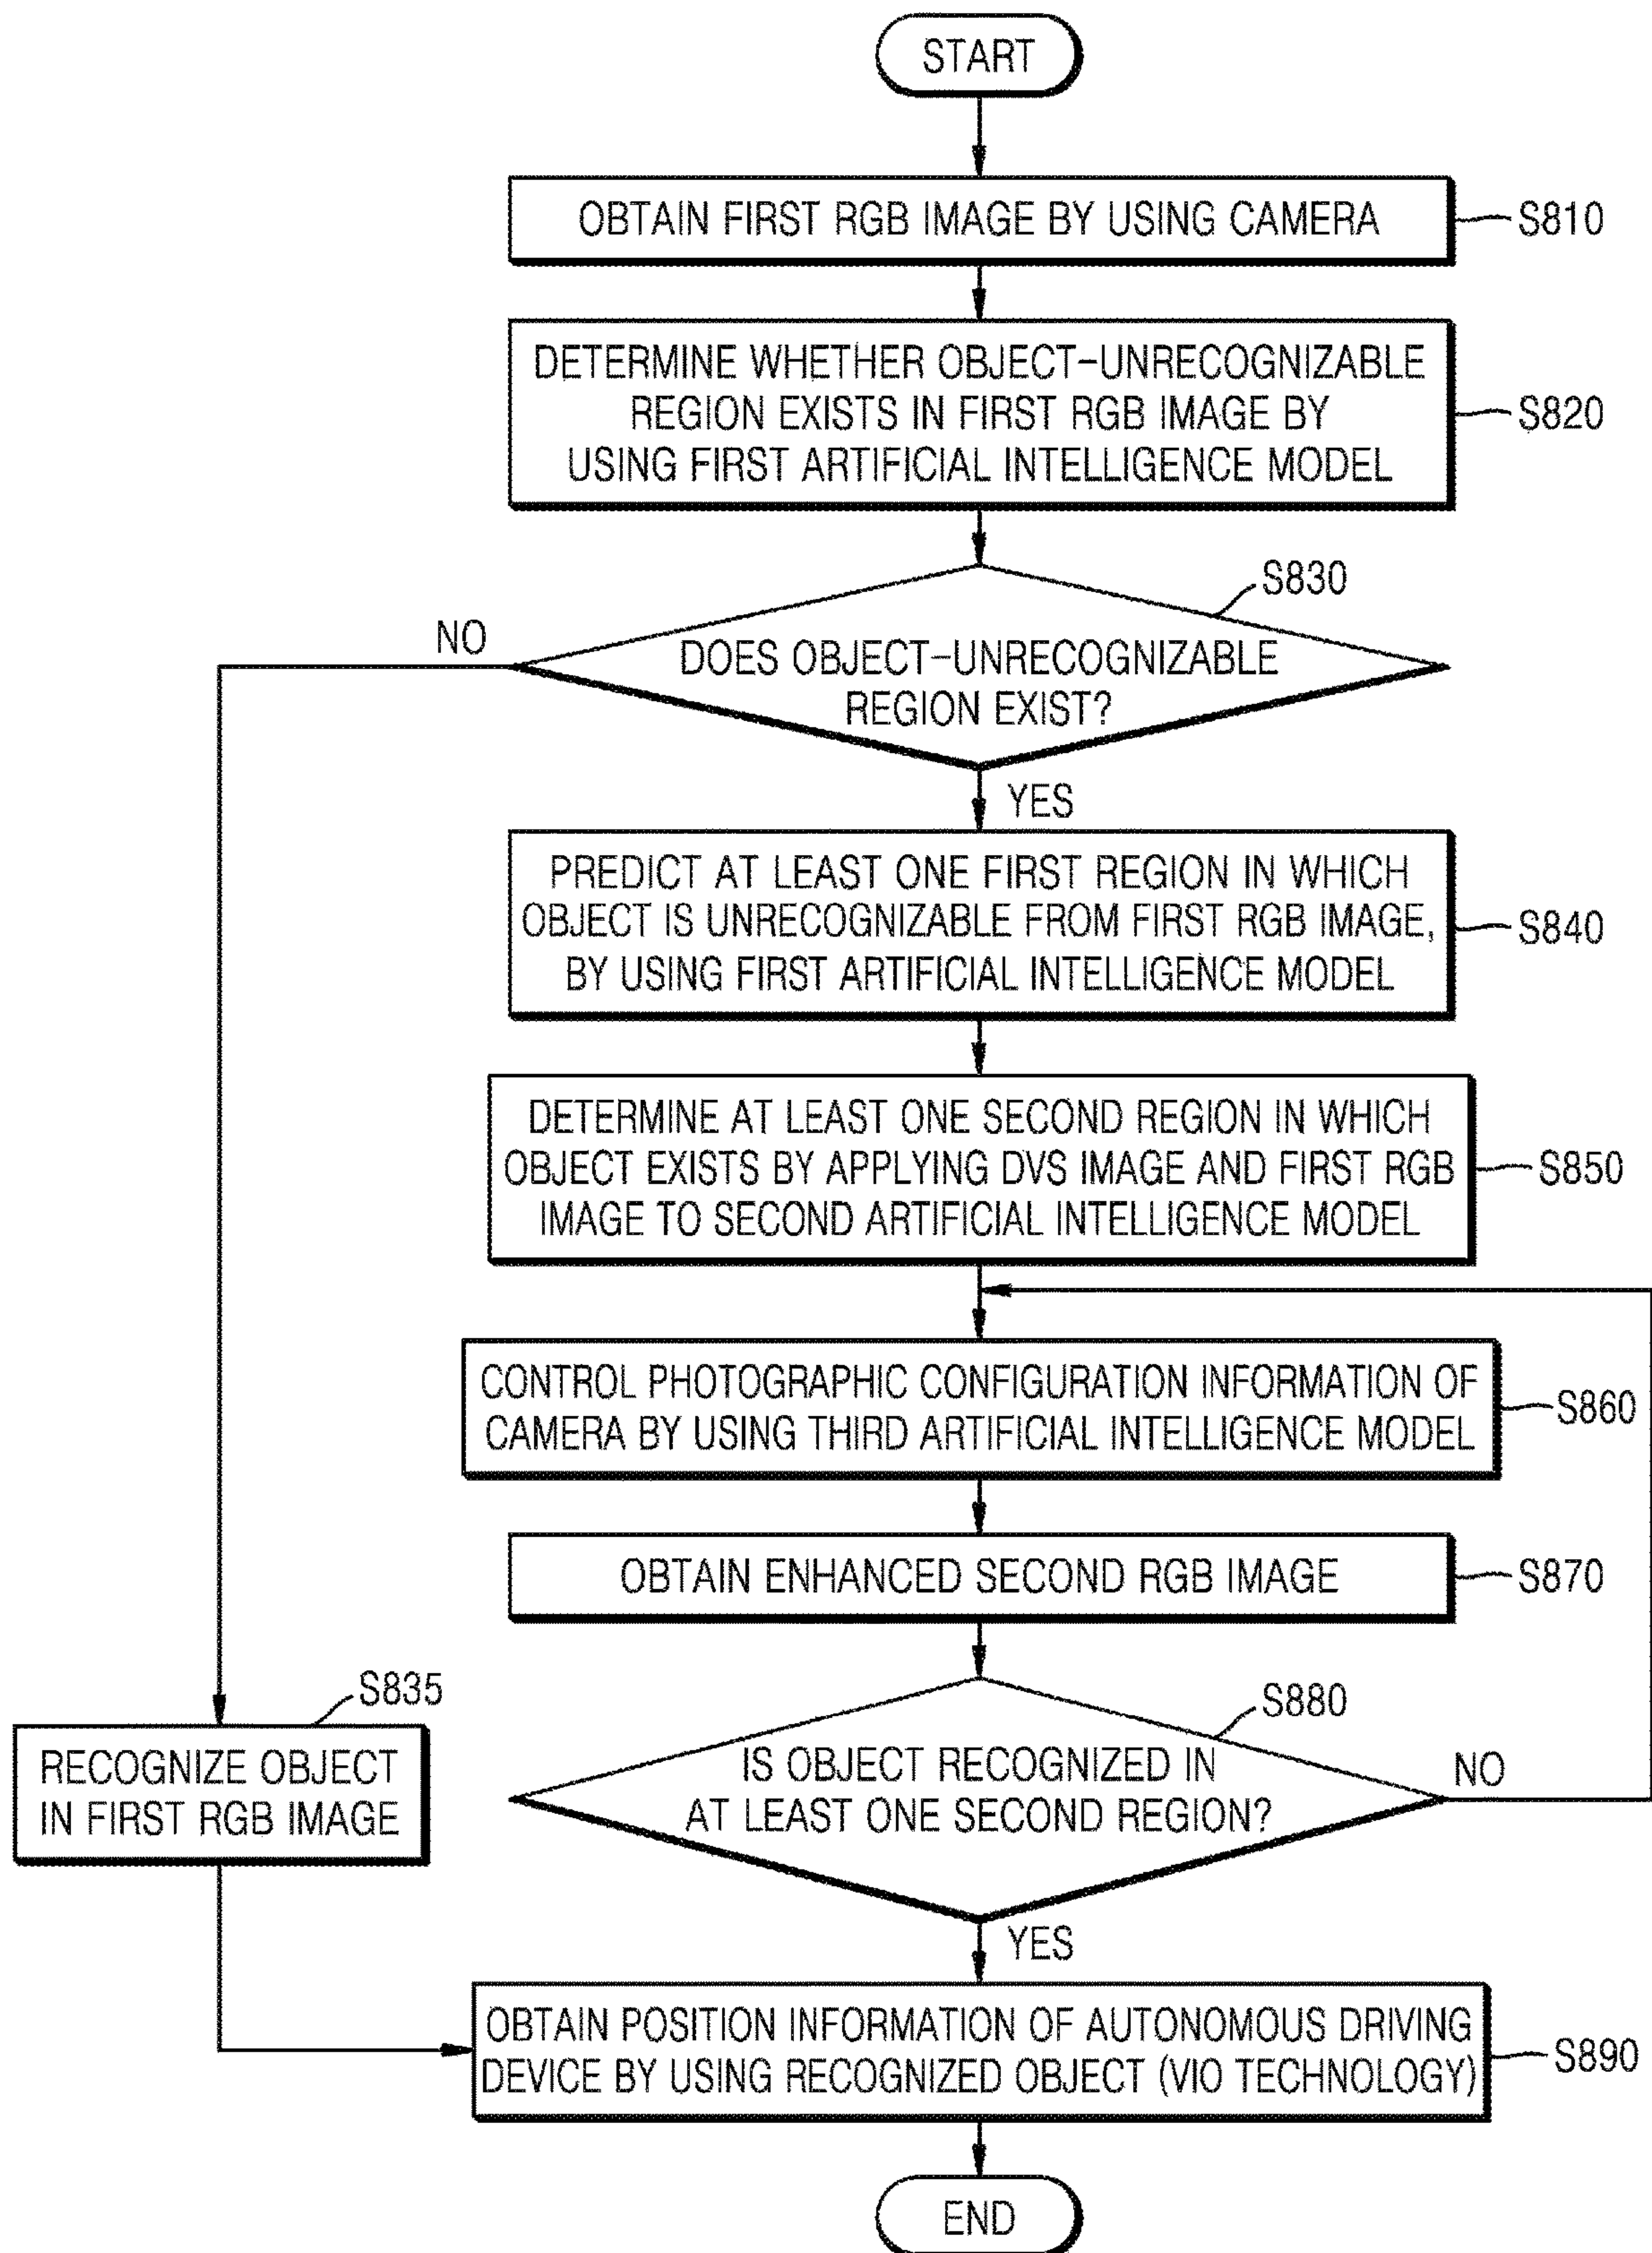 START
OBTAIN FIRST RGB IMAGE BY USING CAMERA
S810
DETERMINE WHETHER OBJECT-UNRECOGNIZABLE
REGION EXISTS IN FIRST RGB IMAGE BY
USING FIRST ARTIFICIAL INTELLIGENCE MODEL
S820
S830
NO
DOES OBJECT-UNRECOGNIZABLE
REGION EXIST?
YES
PREDICT AT LEAST ONE FIRST REGION IN WHICH
OBJECT IS UNRECOGNIZABLE FROM FIRST RGB IMAGE,
BY USING FIRST ARTIFICIAL INTELLIGENCE MODEL
S840
DETERMINE AT LEAST ONE SECOND REGION IN WHICH
OBJECT EXISTS BY APPLYING DVS IMAGE AND FIRST RGB
IMAGE TO SECOND ARTIFICIAL INTELLIGENCE MODEL
S850
CONTROL PHOTOGRAPHIC CONFIGURATION INFORMATION OF
CAMERA BY USING THIRD ARTIFICIAL INTELLIGENCE MODEL
S860
OBTAIN ENHANCED SECOND RGB IMAGE
S870
S835
RECOGNIZE OBJECT
IN FIRST RGB IMAGE
S880
IS OBJECT RECOGNIZED IN
AT LEAST ONE SECOND REGION?
NO
YES
OBTAIN POSITION INFORMATION OF AUTONOMOUS DRIVING
DEVICE BY USING RECOGNIZED OBJECT (VIO TECHNOLOGY)
S890
END